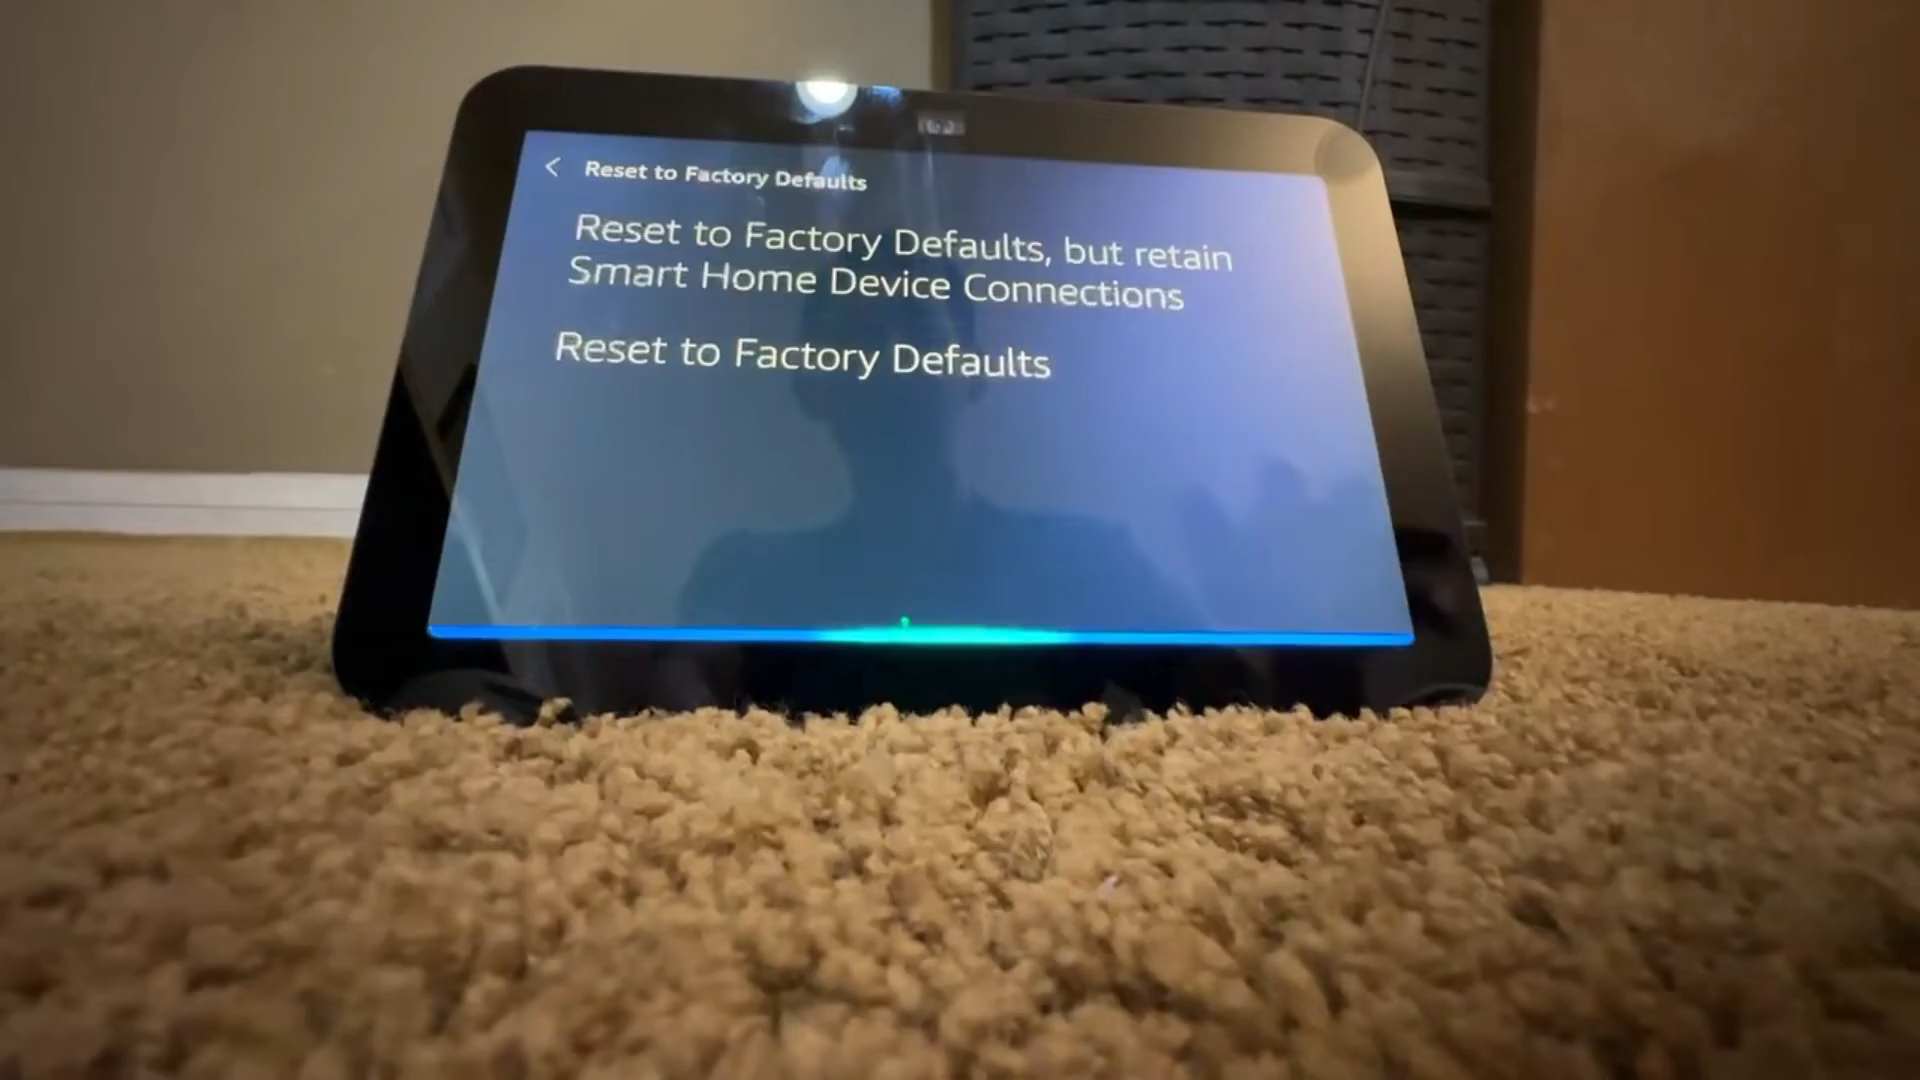 Reset to Factory Defaults
Reset to Factory Defaults, but retain
Smart Home Device Connections
Reset to Factory Defaults